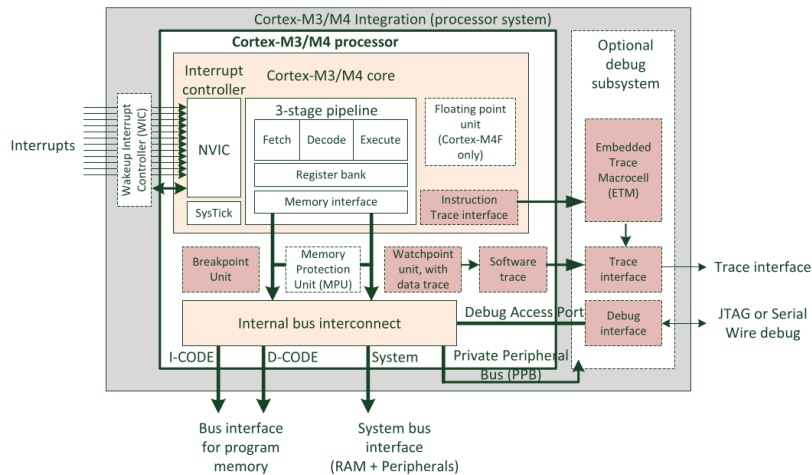 Cortex-M3/M4 Integration (processor system)
Cortex-M3/M4 processor
Optional
debug
subsystem
Interrupt
controller
Cortex-M3/M4 core
Wakeup Interrupt
Controller (WIC)
Interrupts
NVIC
SysTick
3-stage pipeline
Fetch
Decode
Execute
Register bank
Memory interface
Floating point
unit
(Cortex-M4F
only)
Instruction
Trace interface
Embedded
Trace
Macrocell
(ETM)
Breakpoint
Unit
Memory
Protection
Unit (MPU)
Watchpoint
unit, with
data trace
Software
trace
Trace
interface
Trace interface
Internal bus interconnect
Debug Access Port
Debug
interface
JTAG or Serial
Wire debug
I-CODE
D-CODE
System
Private Peripheral
Bus (PPB)
Bus interface
for program
memory
System bus
interface
(RAM + Peripherals)